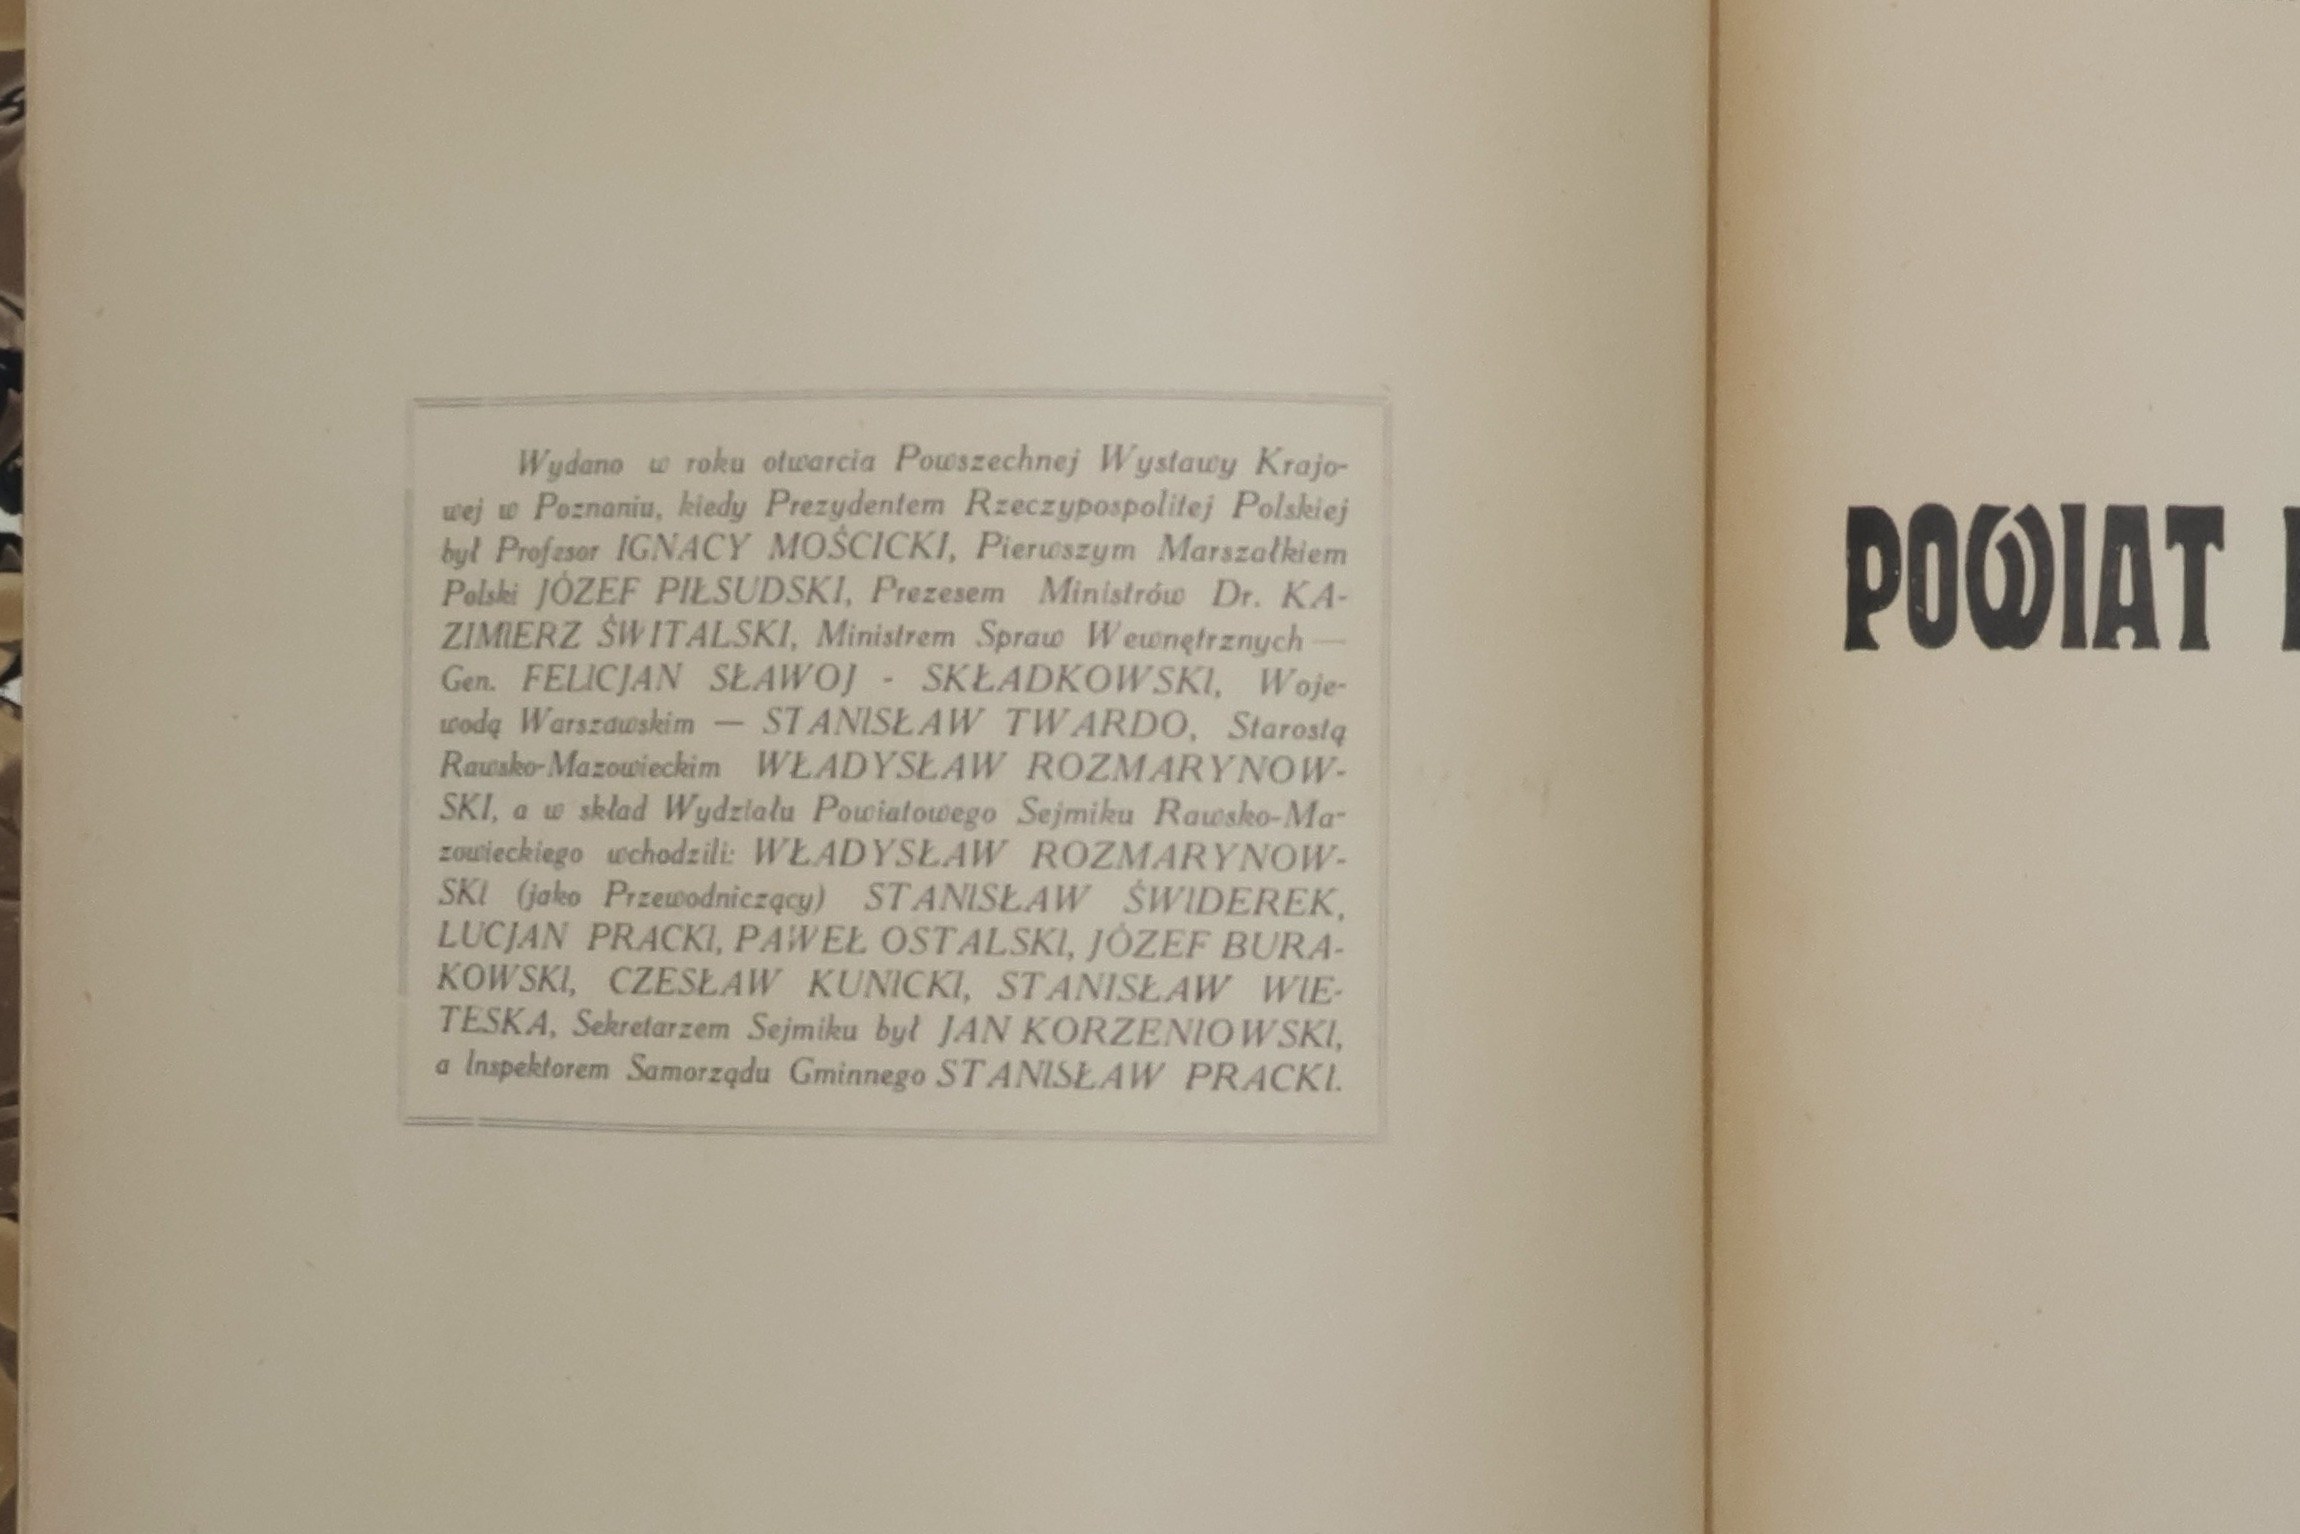 Wydano w roku otwarcia Powszechnej Wystawy Krajo-
wej w Poznaniu, kiedy Prezydentem Rzeczypospolitej Polskiej
był Profesor IGNACY MOŚCICKI, Pierwszym Marszałkiem
Polski JÓZEF PIŁSUDSKI, Prezesem Ministrów Dr. KA-
ZIMIERZ ŚWITALSKI, Ministrem Spraw Wewnętrznych —
Gen. FELICJAN SŁAWOJ - SKŁADKOWSKI, Woje-
wodą Warszawskim — STANISŁAW TWARDO, Starostą
Rawsko-Mazowieckim WŁADYSŁAW ROZMARYNOW-
SKI, a w skład Wydziału Powiatowego Sejmiku Rawsko-Ma-
zowieckiego wchodzili: WŁADYSŁAW ROZMARYNOW-
SKI (jako Przewodniczący) STANISŁAW ŚWIDEREK,
LUCJAN PRACKI, PAWEŁ OSTALSKI, JÓZEF BURA-
KOWSKI, CZESŁAW KUNICKI, STANISŁAW WIE-
TESKA, Sekretarzem Sejmiku był JAN KORZENIOWSKI,
a Inspektorem Samorządu Gminnego STANISŁAW PRACKI.
POWIAT